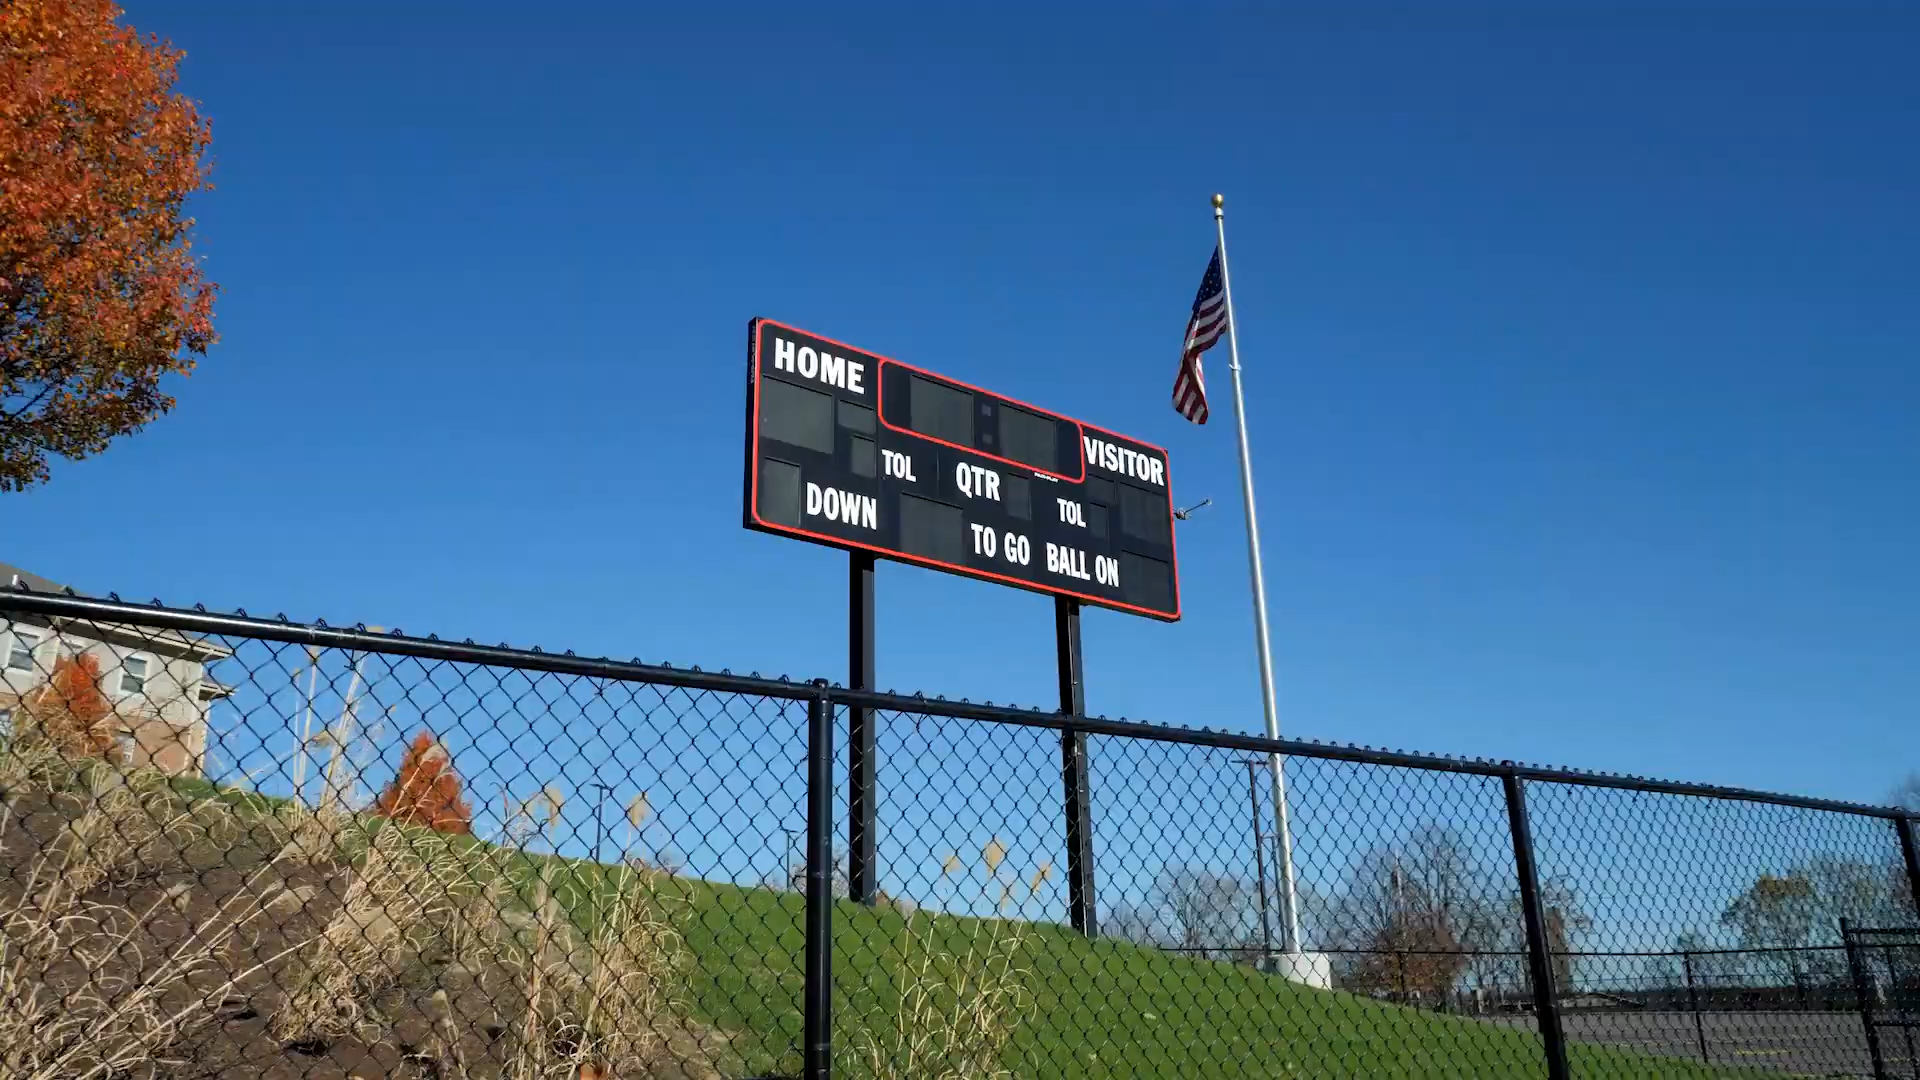 HOME
VISITOR
TOL QTR TOL
DOWN TO GO BALL ON